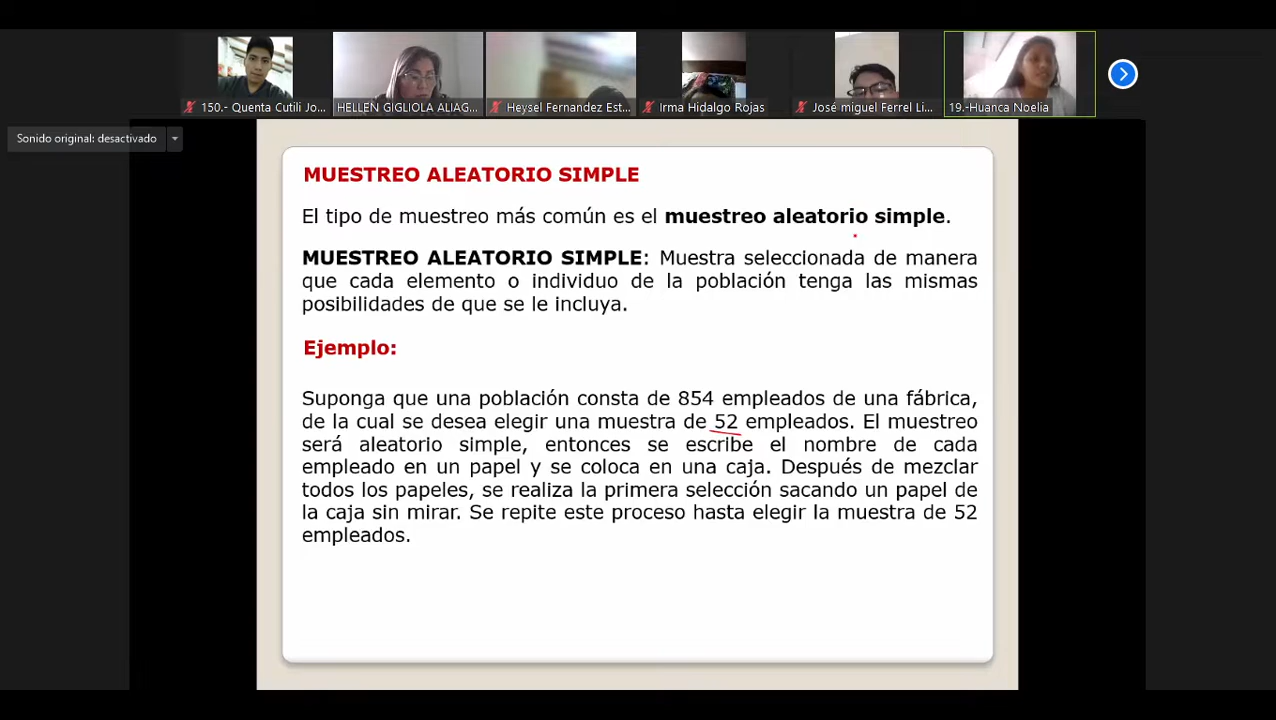 150.- Quenta Cutili Jo...
HELLEN GIGLIOLA ALIAG...
Heysel Fernandez Est...
Irma Hidalgo Rojas
José miguel Ferrel Li...
19.-Huanca Noelia
Sonido original: desactivado
MUESTREO ALEATORIO SIMPLE
El tipo de muestreo más común es el muestreo aleatorio simple.
MUESTREO ALEATORIO SIMPLE: Muestra seleccionada de manera
que cada elemento o individuo de la población tenga las mismas
posibilidades de que se le incluya.
Ejemplo:
Suponga que una población consta de 854 empleados de una fábrica,
de la cual se desea elegir una muestra de 52 empleados. El muestreo
será aleatorio simple, entonces se escribe el nombre de cada
empleado en un papel y se coloca en una caja. Después de mezclar
todos los papeles, se realiza la primera selección sacando un papel de
la caja sin mirar. Se repite este proceso hasta elegir la muestra de 52
empleados.